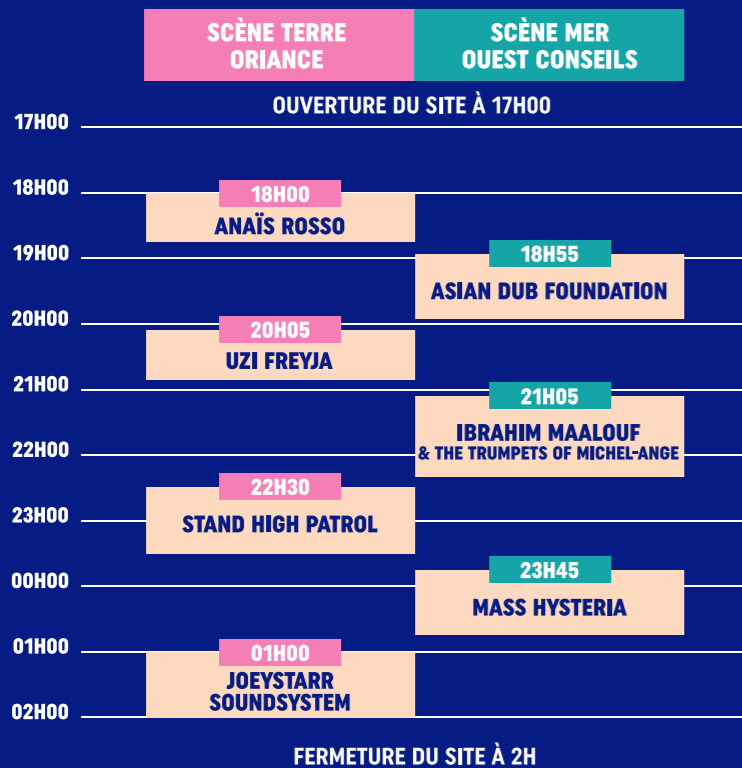 SCÈNE TERRE
ORIANCE
SCÈNE MER
OUEST CONSEILS
OUVERTURE DU SITE À 17H00
17H00
18H00
18H00
ANAÏS ROSSO
19H00
18H55
ASIAN DUB FOUNDATION
20H00
20H05
UZI FREYJA
21H00
21H05
IBRAHIM MAALOUF
& THE TRUMPETS OF MICHEL-ANGE
22H00
22H30
STAND HIGH PATROL
23H00
23H45
MASS HYSTERIA
00H00
01H00
01H00
JOEYSTARR
SOUNDSYSTEM
02H00
FERMETURE DU SITE À 2H